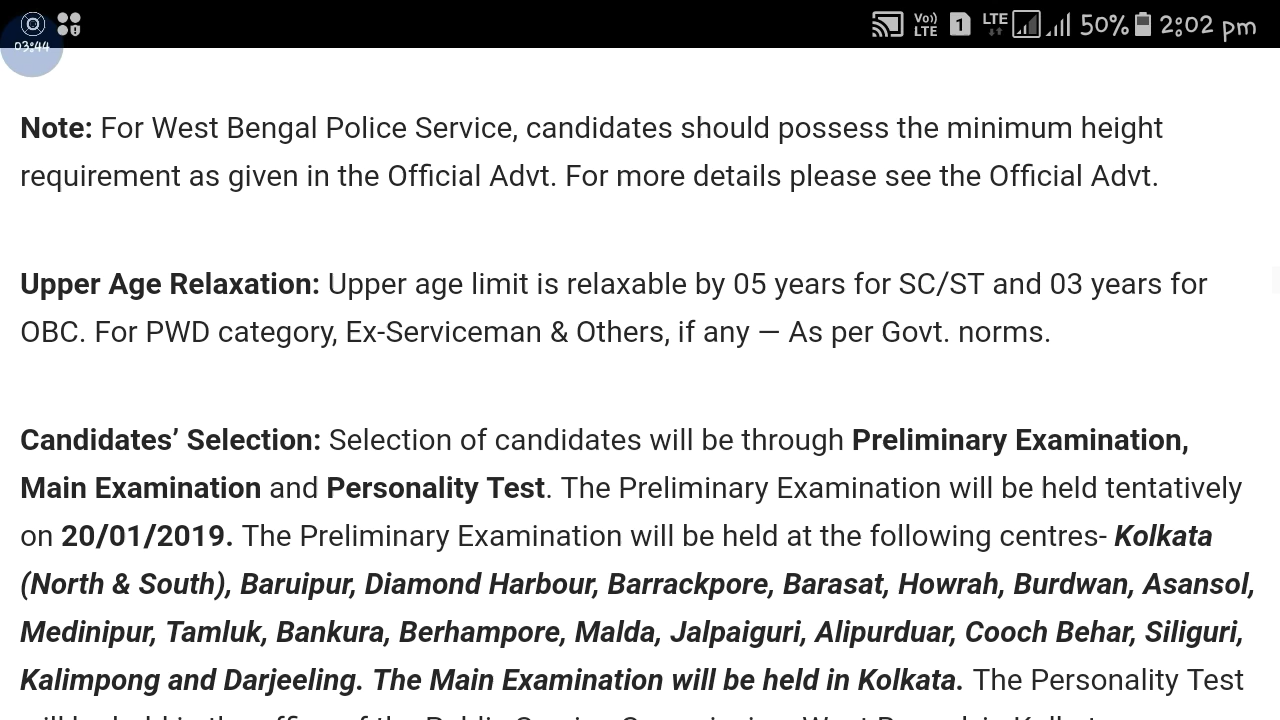 03:44
Vo)) LTE 1 LTE 50% 2:02 pm
Note: For West Bengal Police Service, candidates should possess the minimum height
requirement as given in the Official Advt. For more details please see the Official Advt.
Upper Age Relaxation: Upper age limit is relaxable by 05 years for SC/ST and 03 years for
OBC. For PWD category, Ex-Serviceman & Others, if any — As per Govt. norms.
Candidates’ Selection: Selection of candidates will be through Preliminary Examination,
Main Examination and Personality Test. The Preliminary Examination will be held tentatively
on 20/01/2019. The Preliminary Examination will be held at the following centres- Kolkata
(North & South), Baruipur, Diamond Harbour, Barrackpore, Barasat, Howrah, Burdwan, Asansol,
Medinipur, Tamluk, Bankura, Berhampore, Malda, Jalpaiguri, Alipurduar, Cooch Behar, Siliguri,
Kalimpong and Darjeeling. The Main Examination will be held in Kolkata. The Personality Test